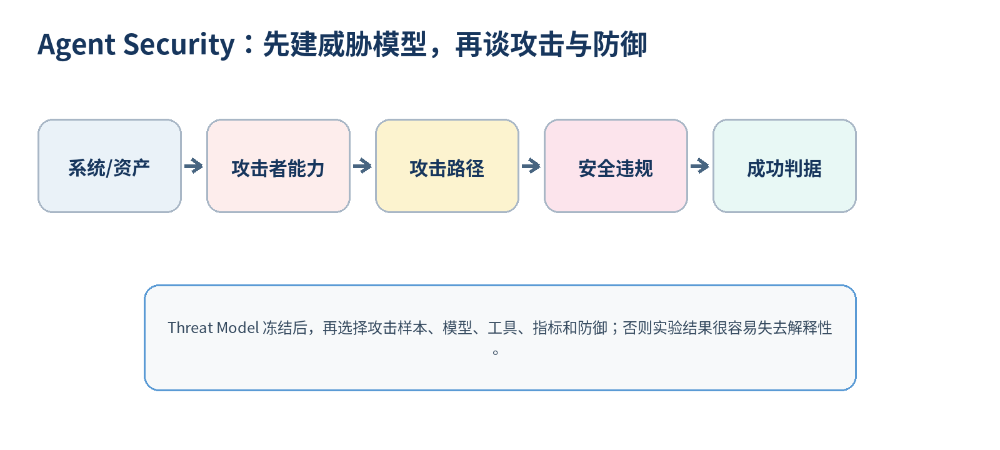 Agent Security：先建威胁模型，再谈攻击与防御
系统/资产
攻击者能力
攻击路径
安全违规
成功判据
Threat Model 冻结后，再选择攻击样本、模型、工具、指标和防御；否则实验结果很容易失去解释性
。